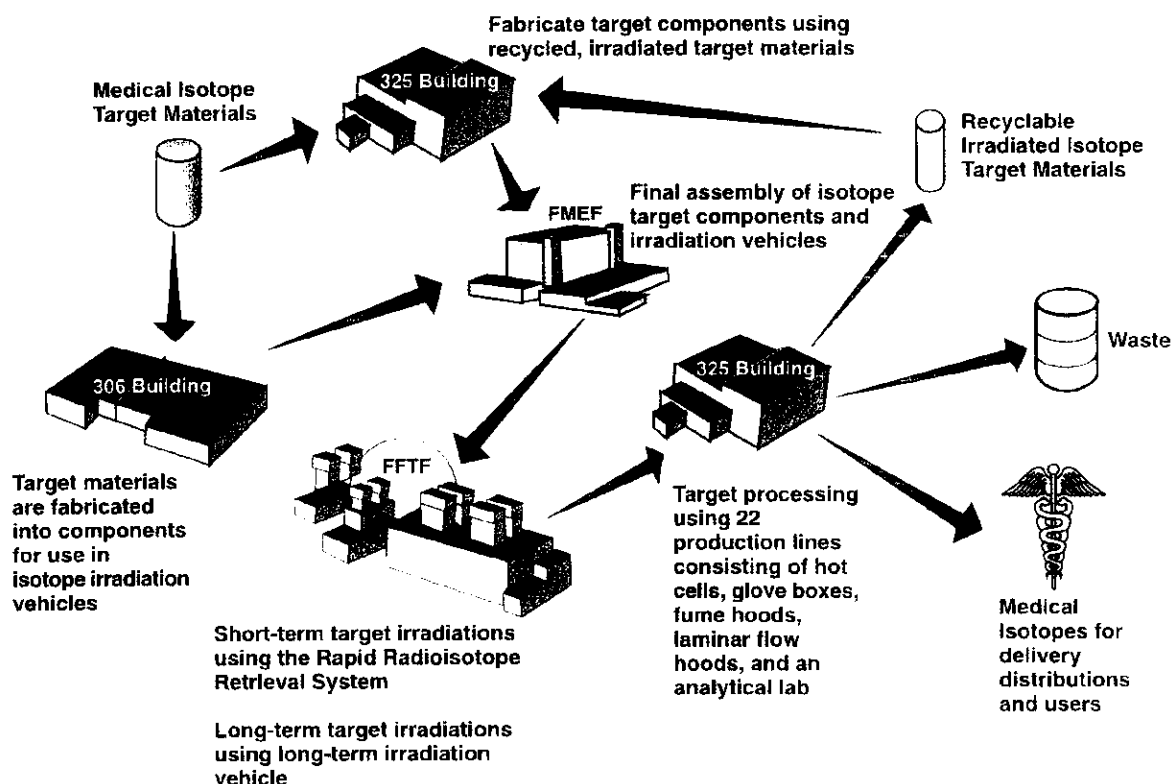 Fabricate target components using
recycled, irradiated target materials
325 Building
Medical Isotope
Target Materials
Recyclable
Irradiated Isotope
Target Materials
Final assembly of isotope
target components and
irradiation vehicles
FMEF
Waste
325 Building
306 Building
FFTF
Target materials
are fabricated
into components
for use in
isotope irradiation
vehicles
Target processing
using 22
production lines
consisting of hot
cells, glove boxes,
fume hoods,
laminar flow
hoods, and an
analytical lab
Medical
Isotopes for
delivery
distributions
and users
Short-term target irradiations
using the Rapid Radioisotope
Retrieval System
Long-term target irradiations
using long-term irradiation
vehicle